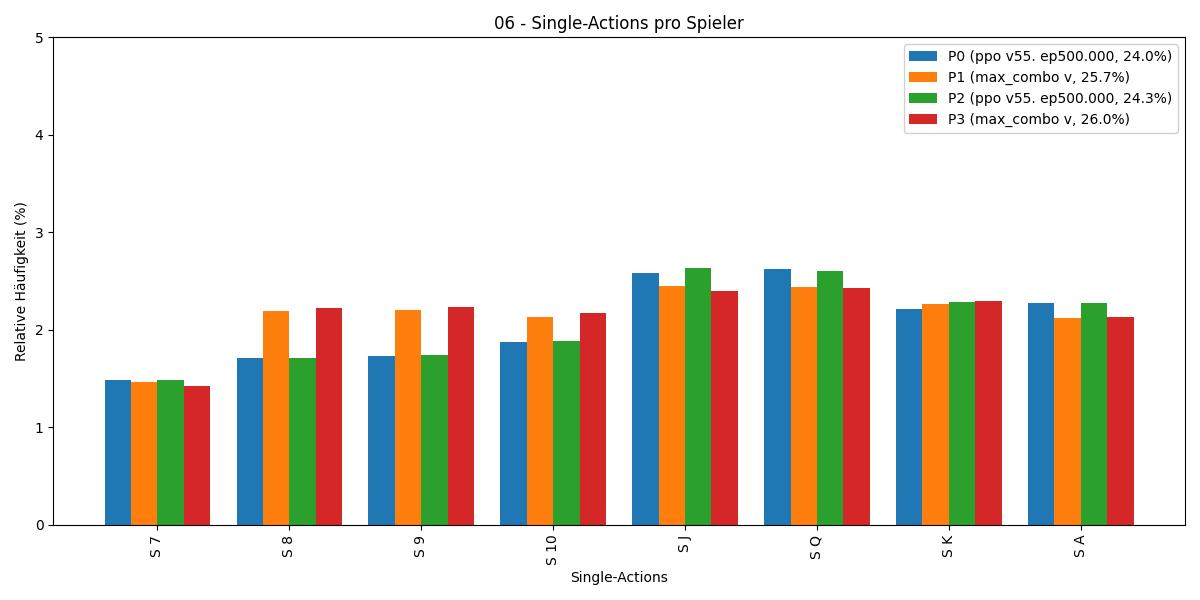 06 - Single-Actions pro Spieler
P0 (ppo v55. ep500.000, 24.0%)
P1 (max_combo v, 25.7%)
P2 (ppo v55. ep500.000, 24.3%)
P3 (max_combo v, 26.0%)
Relative Häufigkeit (%)
5
4
3
2
1
0
S 7
S 8
S 9
S 10
S J
S Q
S K
S A
Single-Actions